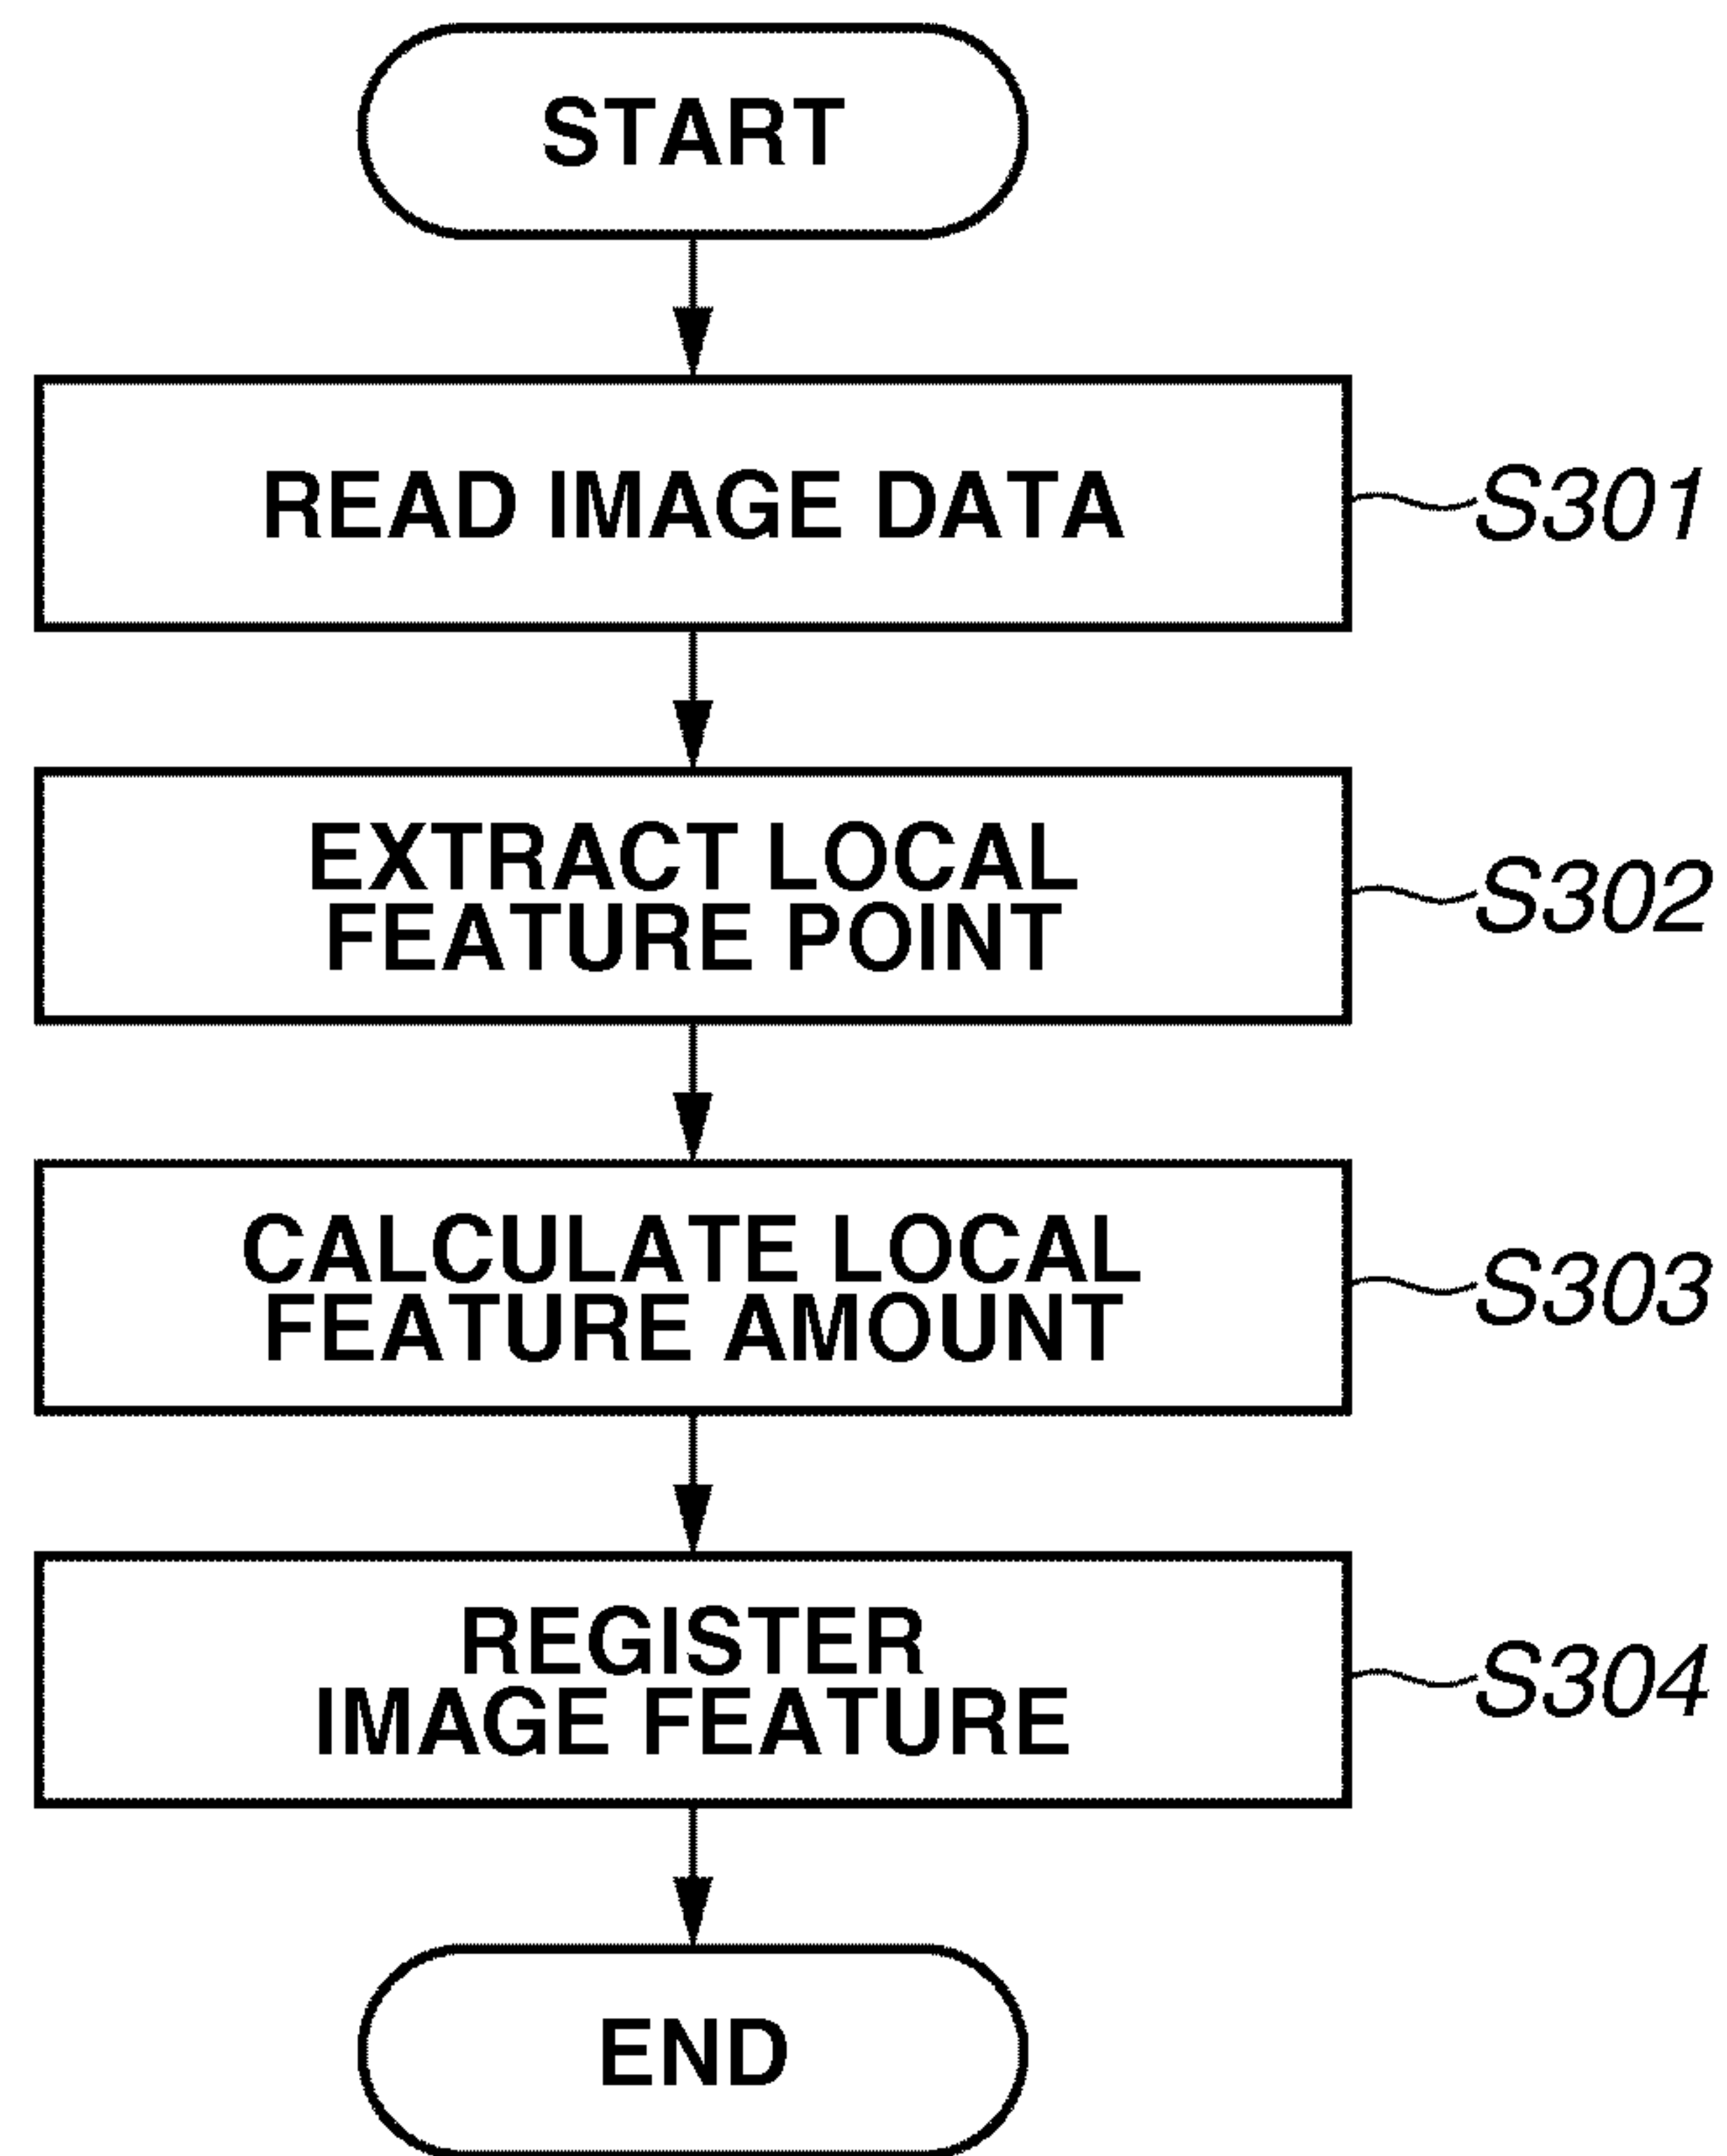 START
READ IMAGE DATA
S301
EXTRACT LOCAL
FEATURE POINT
S302
CALCULATE LOCAL
FEATURE AMOUNT
S303
REGISTER
IMAGE FEATURE
S304
END